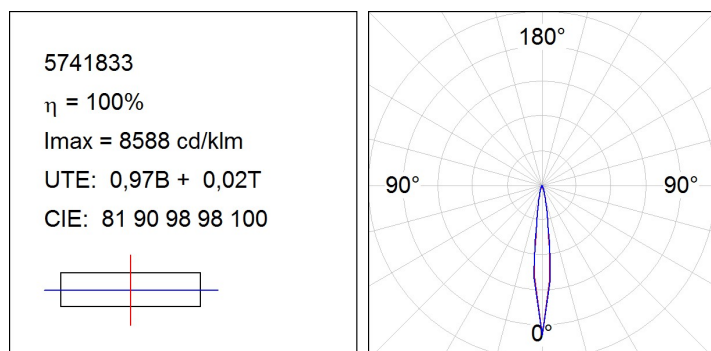 5741833
η = 100%
Imax = 8588 cd/klm
UTE: 0,97B + 0,02T
CIE: 81 90 98 98 100
180°
90° 90°
0°